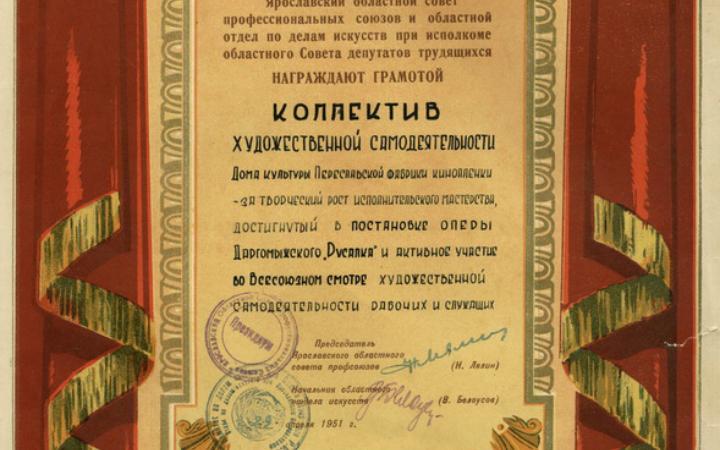 Ярославский областной совет
профессиональных союзов и областной
отдел по делам искусств при исполкоме
областного Совета депутатов трудящихся
НАГРАЖДАЮТ ГРАМОТОЙ
КОЛЛЕКТИВ
ХУДОЖЕСТВЕННОЙ САМОДЕЯТЕЛЬНОСТИ
Дома культуры Переславской фабрики кинопленки
-за творческий рост исполнительского мастерства,
достигнутый в постановке оперы
Даргомыжского „Русалка" и активное участие
во Всесоюзном смотре художественной
самодеятельности рабочих и служащих
Председатель
Ярославского областного
совета профсоюзов (Н. Лялин)
Президиум
Начальник областного
отдела искусств (В. Белоусов)
апреля 1951 г.